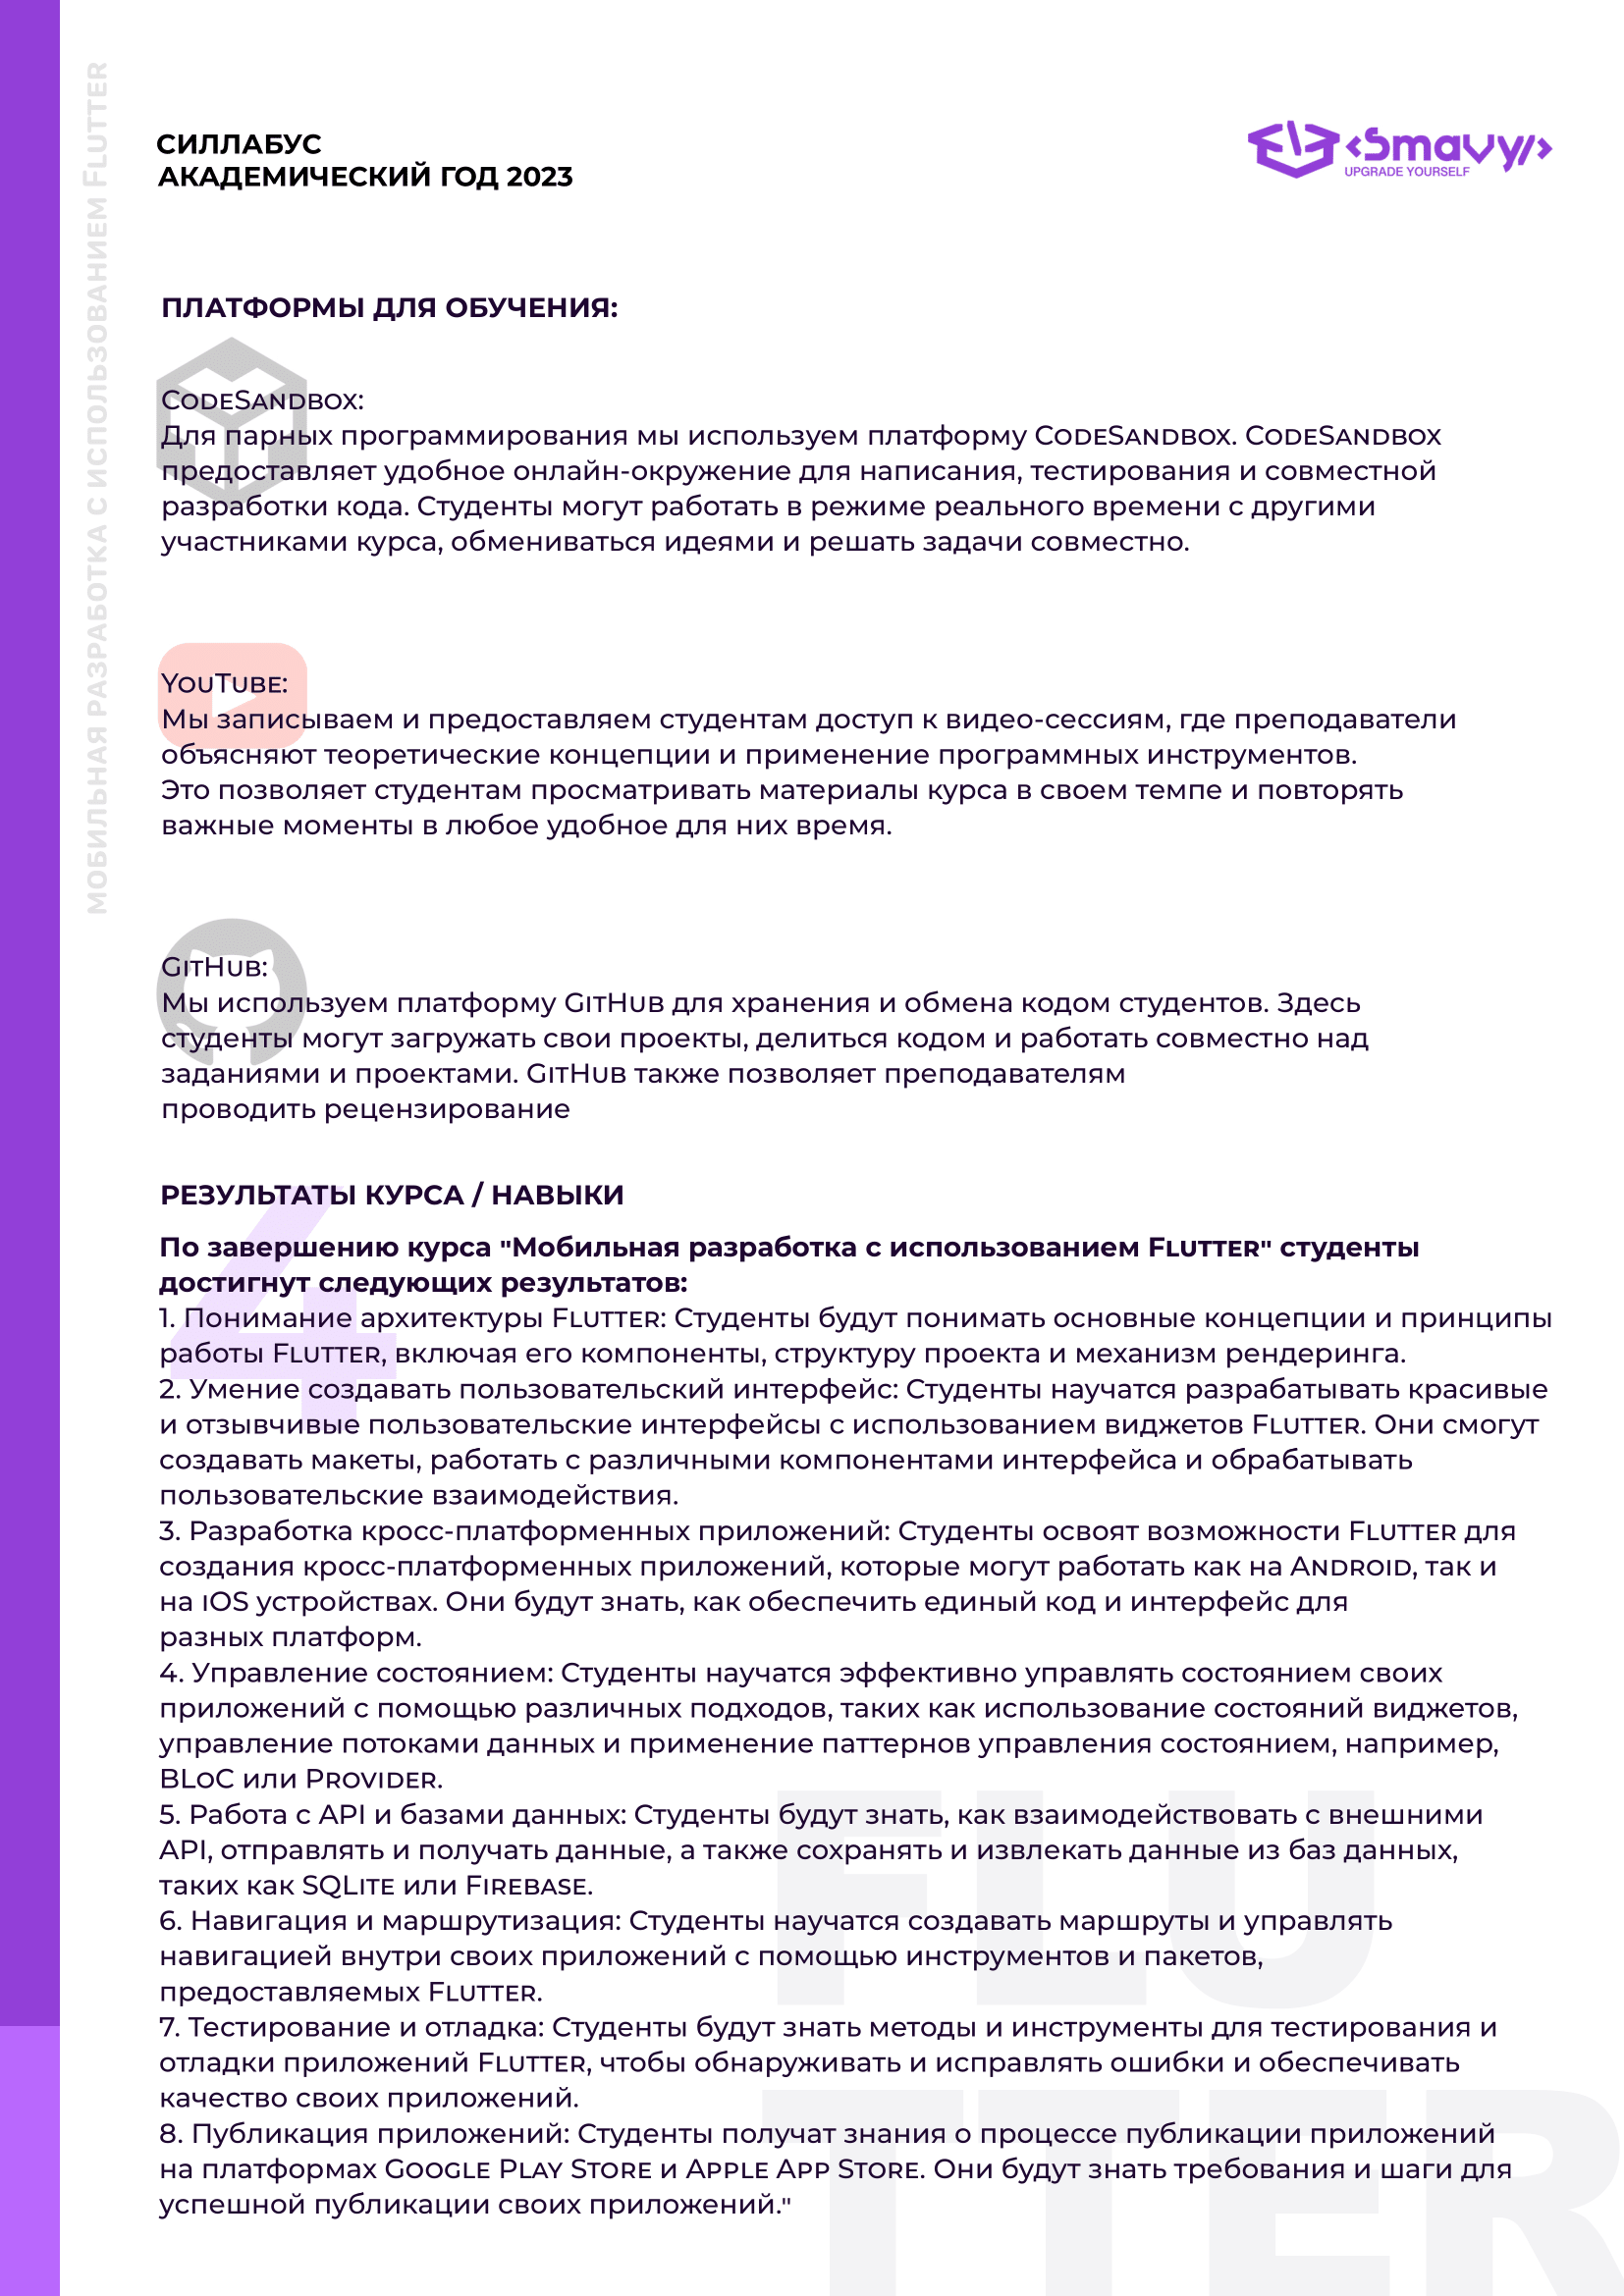 МОБИЛЬНАЯ РАЗРАБОТКА С ИСПОЛЬЗОВАНИЕМ FLUTTER
СИЛЛАБУС
АКАДЕМИЧЕСКИЙ ГОД 2023
<Smavy/>
UPGRADE YOURSELF
ПЛАТФОРМЫ ДЛЯ ОБУЧЕНИЯ:
CodeSandbox:
Для парных программирования мы используем платформу CodeSandbox. CodeSandbox
предоставляет удобное онлайн-окружение для написания, тестирования и совместной
разработки кода. Студенты могут работать в режиме реального времени с другими
участниками курса, обмениваться идеями и решать задачи совместно.
YouTube:
Мы записываем и предоставляем студентам доступ к видео-сессиям, где преподаватели
объясняют теоретические концепции и применение программных инструментов.
Это позволяет студентам просматривать материалы курса в своем темпе и повторять
важные моменты в любое удобное для них время.
GitHub:
Мы используем платформу GitHub для хранения и обмена кодом студентов. Здесь
студенты могут загружать свои проекты, делиться кодом и работать совместно над
заданиями и проектами. GitHub также позволяет преподавателям
проводить рецензирование
4
РЕЗУЛЬТАТЫ КУРСА / НАВЫКИ
По завершению курса "Мобильная разработка с использованием Flutter" студенты
достигнут следующих результатов:
1. Понимание архитектуры Flutter: Студенты будут понимать основные концепции и принципы
работы Flutter, включая его компоненты, структуру проекта и механизм рендеринга.
2. Умение создавать пользовательский интерфейс: Студенты научатся разрабатывать красивые
и отзывчивые пользовательские интерфейсы с использованием виджетов Flutter. Они смогут
создавать макеты, работать с различными компонентами интерфейса и обрабатывать
пользовательские взаимодействия.
3. Разработка кросс-платформенных приложений: Студенты освоят возможности Flutter для
создания кросс-платформенных приложений, которые могут работать как на Android, так и
на iOS устройствах. Они будут знать, как обеспечить единый код и интерфейс для
разных платформ.
4. Управление состоянием: Студенты научатся эффективно управлять состоянием своих
приложений с помощью различных подходов, таких как использование состояний виджетов,
управление потоками данных и применение паттернов управления состоянием, например,
BLoC или Provider.
5. Работа с API и базами данных: Студенты будут знать, как взаимодействовать с внешними
API, отправлять и получать данные, а также сохранять и извлекать данные из баз данных,
таких как SQLite или Firebase.
6. Навигация и маршрутизация: Студенты научатся создавать маршруты и управлять
навигацией внутри своих приложений с помощью инструментов и пакетов,
предоставляемых Flutter.
7. Тестирование и отладка: Студенты будут знать методы и инструменты для тестирования и
отладки приложений Flutter, чтобы обнаруживать и исправлять ошибки и обеспечивать
качество своих приложений.
8. Публикация приложений: Студенты получат знания о процессе публикации приложений
на платформах Google Play Store и Apple App Store. Они будут знать требования и шаги для
успешной публикации своих приложений."
FLU
TTER